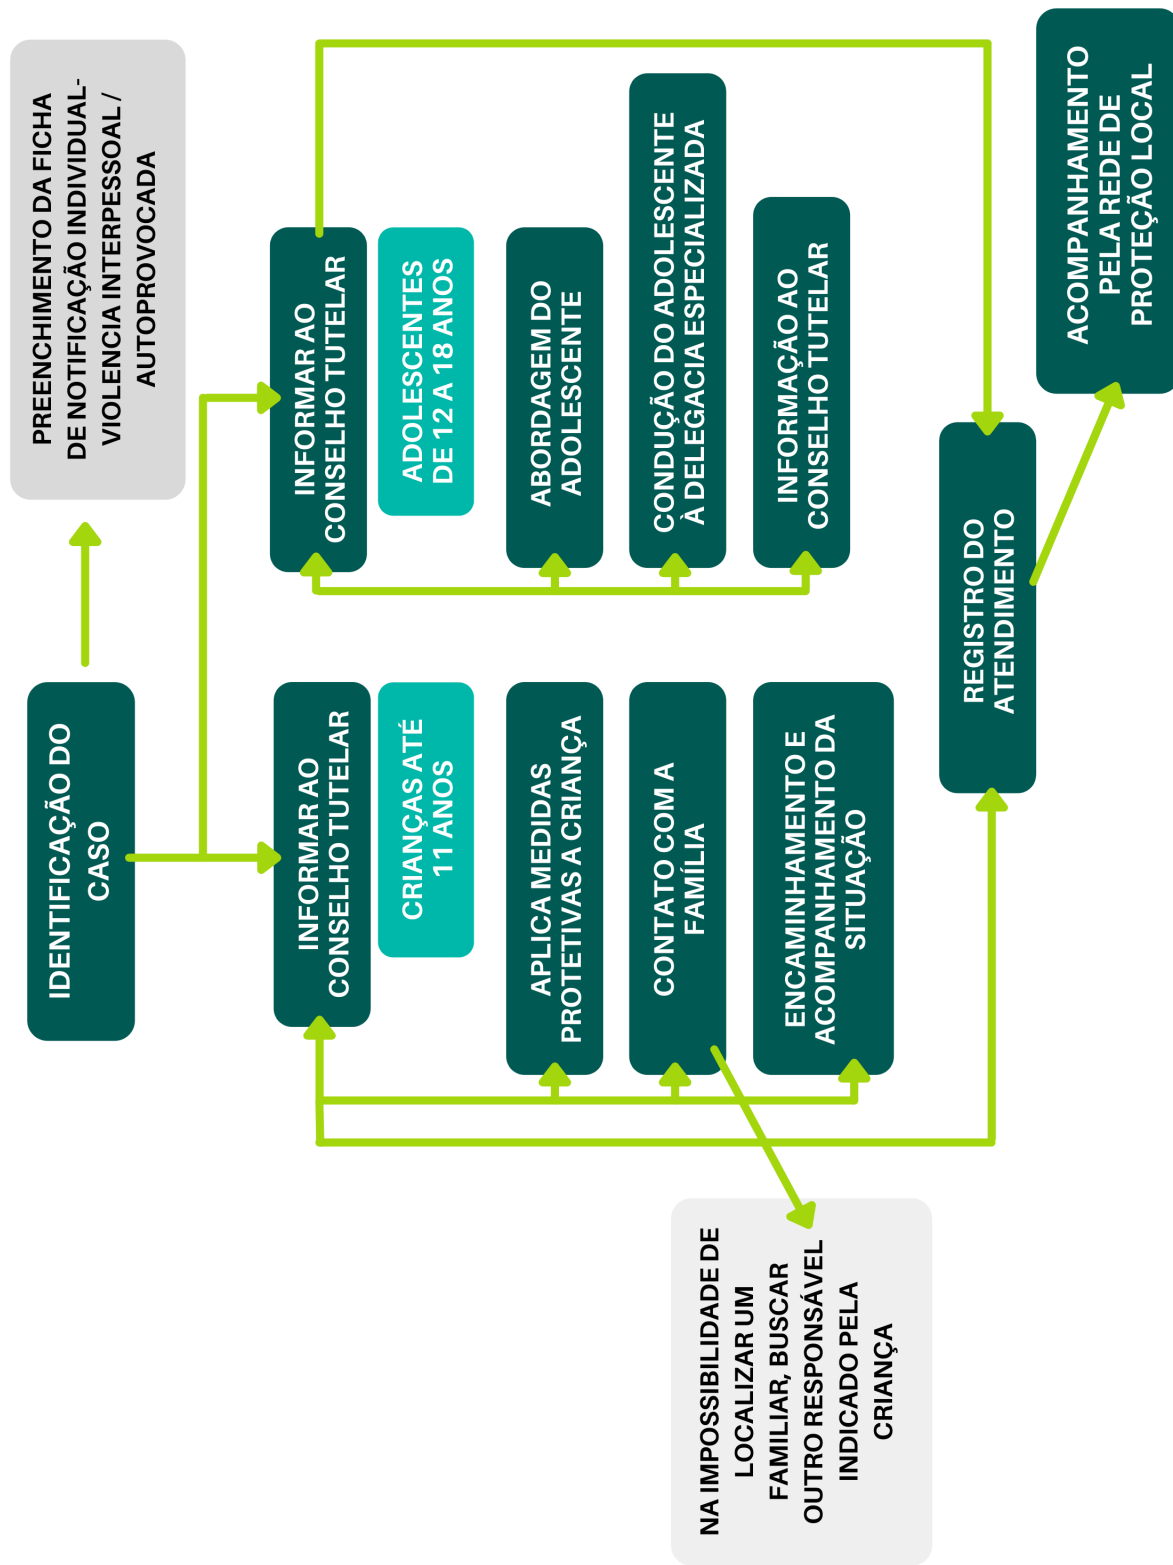 IDENTIFICAÇÃO DO
CASO
PREENCHIMENTO DA FICHA
DE NOTIFICAÇÃO INDIVIDUAL-
VIOLENCIA INTERPESSOAL /
AUTOPROVOCADA
INFORMAR AO
CONSELHO TUTELAR
CRIANÇAS ATÉ
11 ANOS
APLICA MEDIDAS
PROTETIVAS A CRIANÇA
CONTATO COM A
FAMÍLIA
ENCAMINHAMENTO E
ACOMPANHAMENTO DA
SITUAÇÃO
NA IMPOSSIBILIDADE DE
LOCALIZAR UM
FAMILIAR, BUSCAR
OUTRO RESPONSÁVEL
INDICADO PELA
CRIANÇA
INFORMAR AO
CONSELHO TUTELAR
ADOLESCENTES
DE 12 A 18 ANOS
ABORDAGEM DO
ADOLESCENTE
CONDUÇÃO DO ADOLESCENTE
À DELEGACIA ESPECIALIZADA
INFORMAÇÃO AO
CONSELHO TUTELAR
REGISTRO DO
ATENDIMENTO
ACOMPANHAMENTO
PELA REDE DE
PROTEÇÃO LOCAL